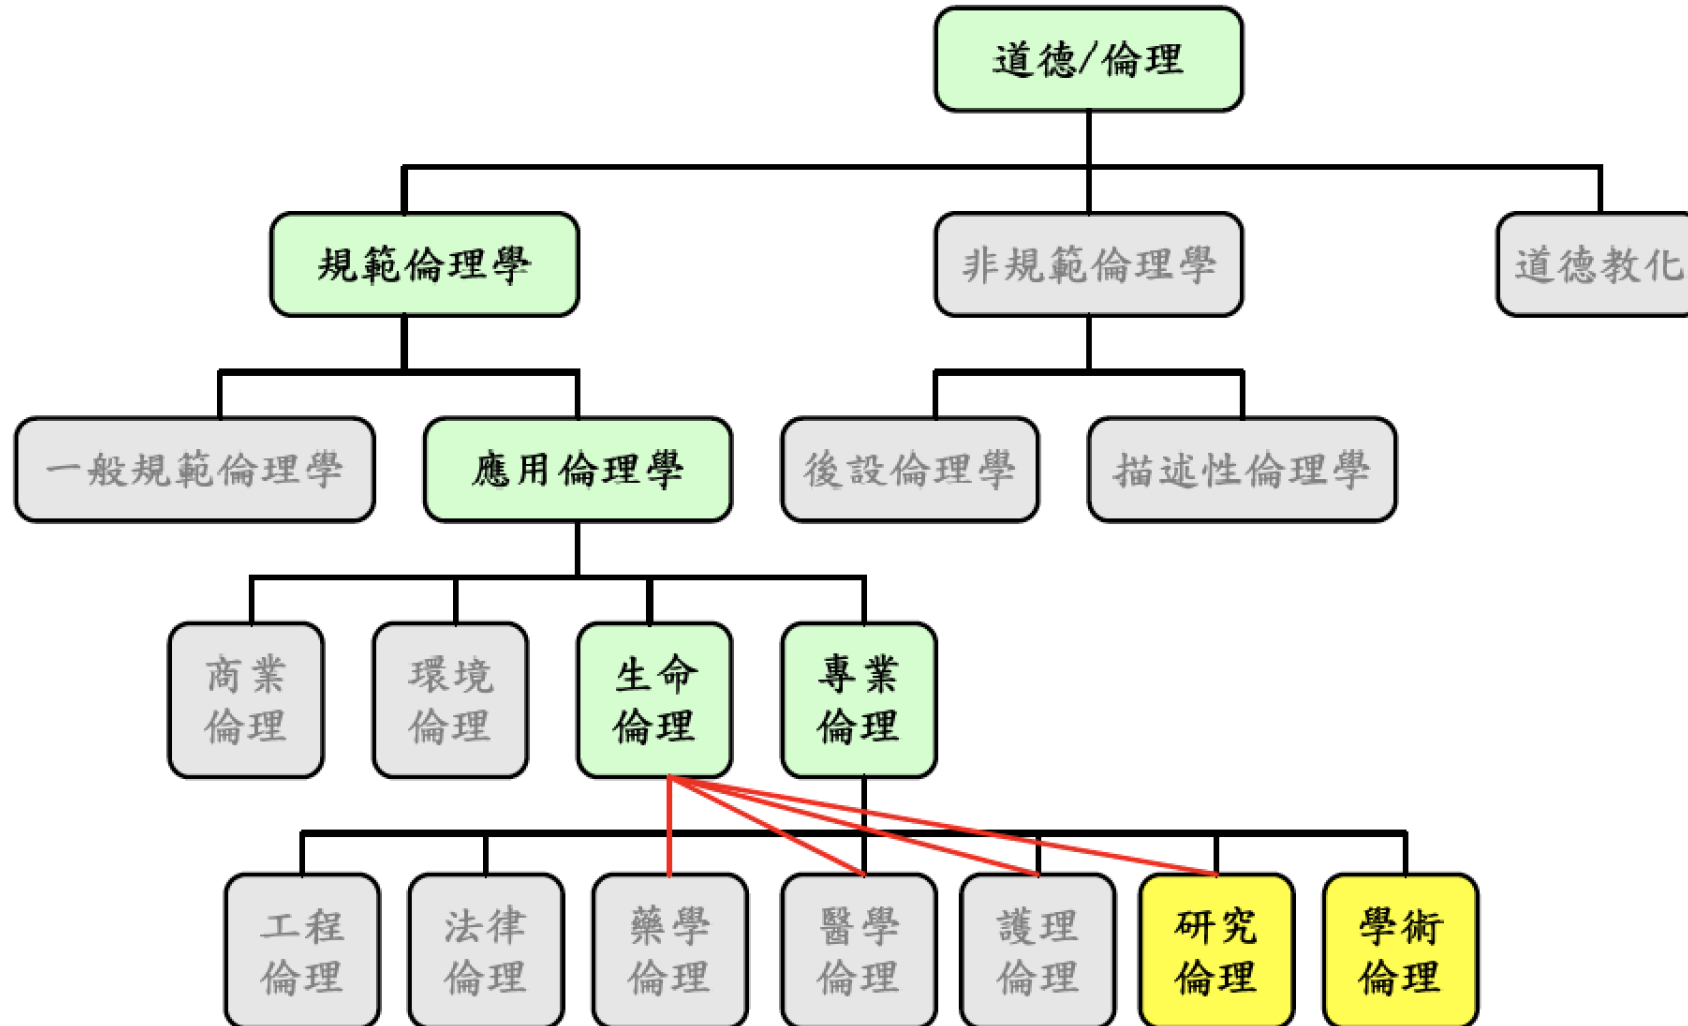 道德/倫理
規範倫理學
非規範倫理學
道德教化
一般規範倫理學
應用倫理學
後設倫理學
描述性倫理學
商業
倫理
環境
倫理
生命
倫理
專業
倫理
工程
倫理
法律
倫理
藥學
倫理
醫學
倫理
護理
倫理
研究
倫理
學術
倫理